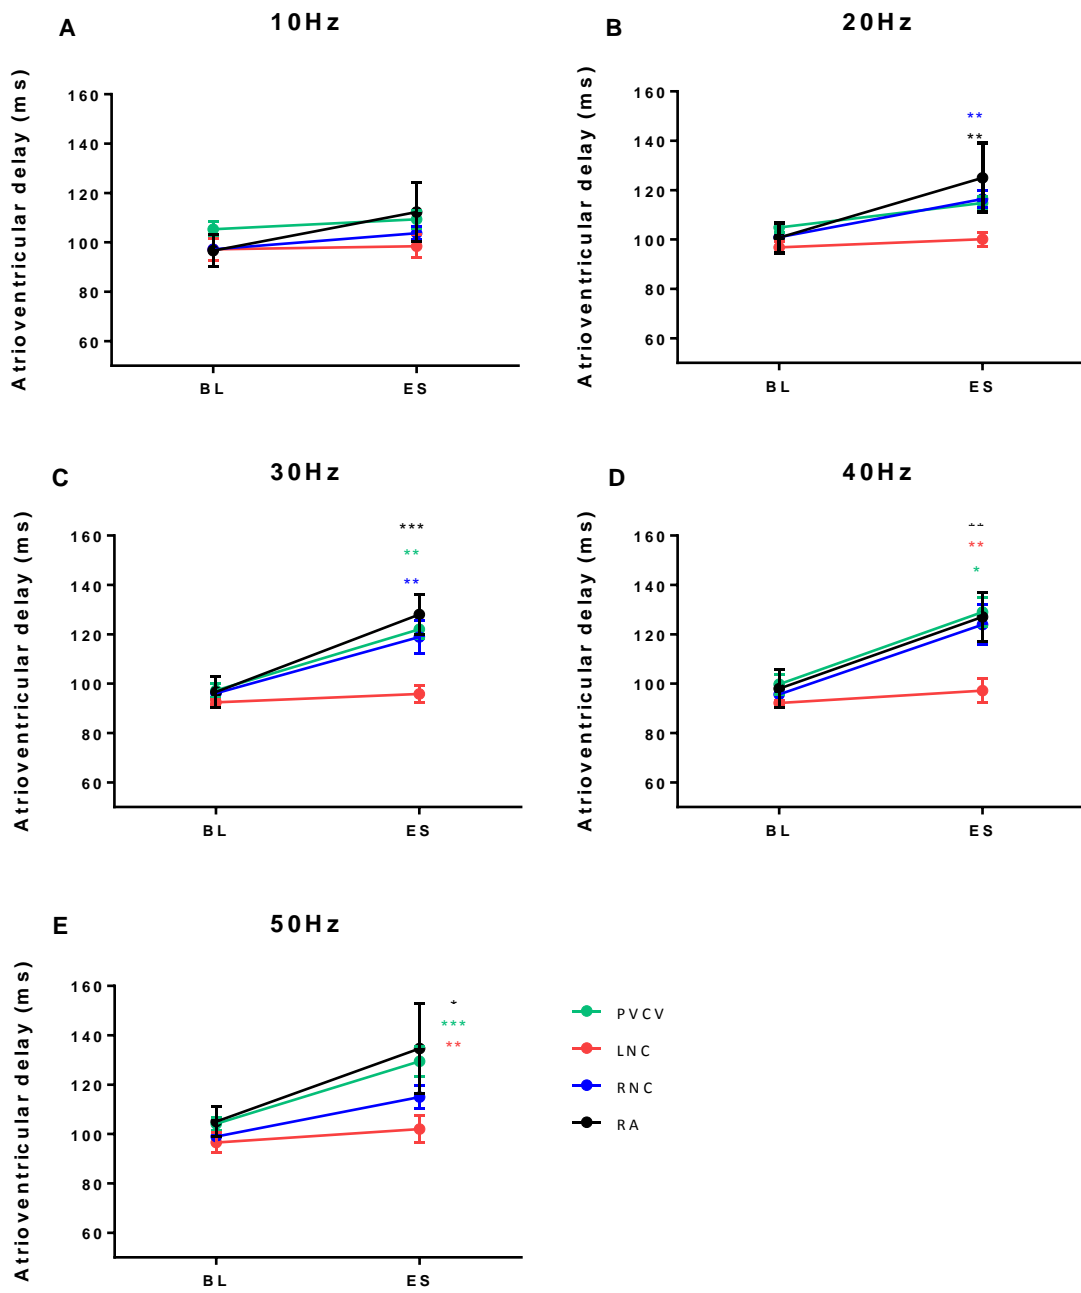 A
10Hz
Atrioventricular delay (ms)
160
140
120
100
80
60
BL
ES
B
20Hz
Atrioventricular delay (ms)
160
140
120
100
80
60
**
**
BL
ES
C
30Hz
Atrioventricular delay (ms)
160
140
120
100
80
60
***
**
**
BL
ES
D
40Hz
Atrioventricular delay (ms)
160
140
120
100
80
60
**
*
BL
ES
E
50Hz
Atrioventricular delay (ms)
160
140
120
100
80
60
***
**
BL
ES
PVCV
LNC
RNC
RA